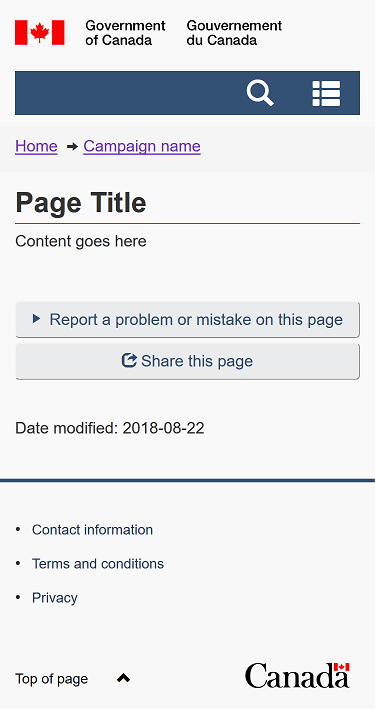 Government Gouvernement
of Canada du Canada
Home Campaign name
Page Title
Content goes here
Report a problem or mistake on this page
Share this page
Date modified: 2018-08-22
• Contact information
• Terms and conditions
• Privacy
Top of page Canada